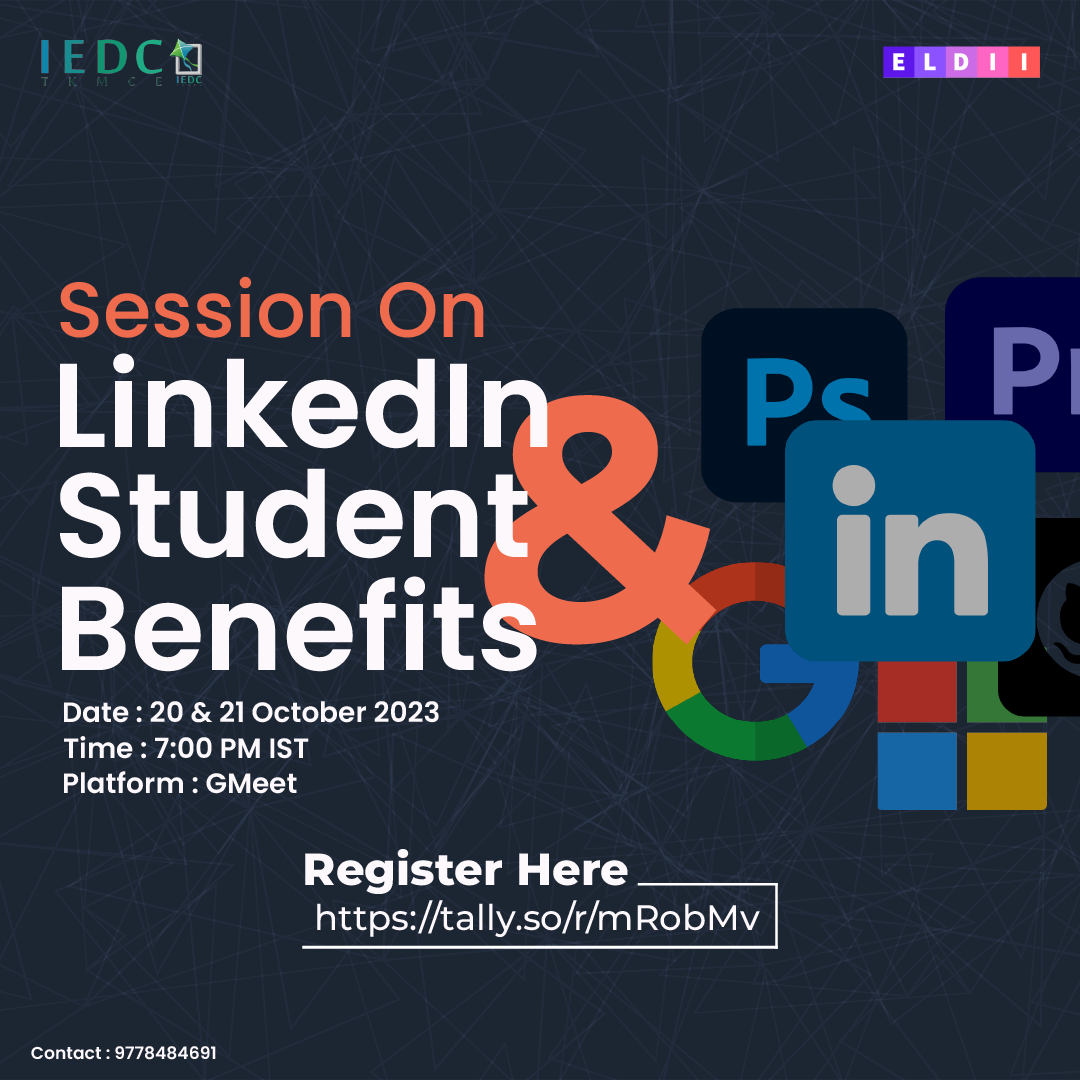 IEDC
TKMCE
IEDC
ELDII
Session On
LinkedIn
&
Student
Benefits
Ps
Pr
in
Date : 20 & 21 October 2023
Time : 7:00 PM IST
Platform : GMeet
Register Here
https://tally.so/r/mRobMv
Contact : 9778484691